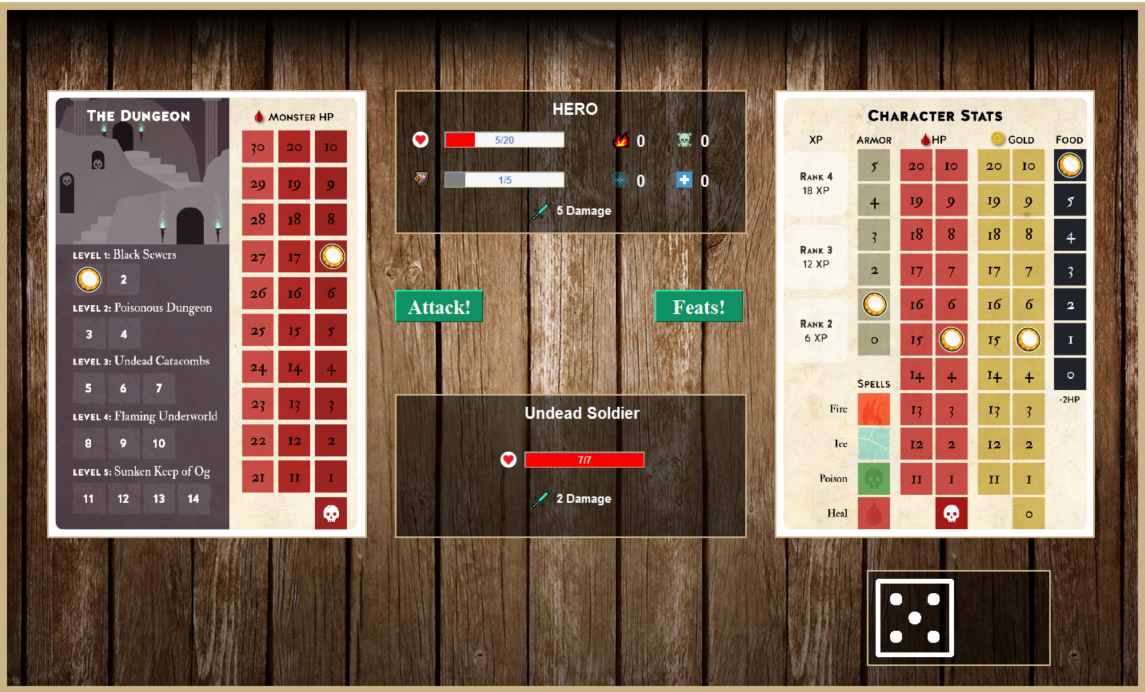 THE DUNGEON
MONSTER HP
30 20 10
29 19 9
28 18 8
27 17
26 16 6
25 15 5
24 14 4
23 13 3
22 12 2
21 11 1
LEVEL 1: Black Sewers
2
LEVEL 2: Poisonous Dungeon
3 4
LEVEL 3: Undead Catacombs
5 6 7
LEVEL 4: Flaming Underworld
8 9 10
LEVEL 5: Sunken Keep of Og
11 12 13 14
HERO
5/20
0 0
1/5
0 0
5 Damage
Attack!
Feats!
Undead Soldier
7/7
2 Damage
CHARACTER STATS
XP ARMOR HP GOLD FOOD
RANK 4
18 XP
RANK 3
12 XP
RANK 2
6 XP
5 20 10 20 10
4 19 9 19 9 5
3 18 8 18 8 4
2 17 7 17 7 3
16 6 16 6 2
0 15 15 1
14 4 14 4 0
-2HP
SPELLS
Fire 13 3 13 3
Ice 12 2 12 2
Poison 11 1 11 1
Heal 0